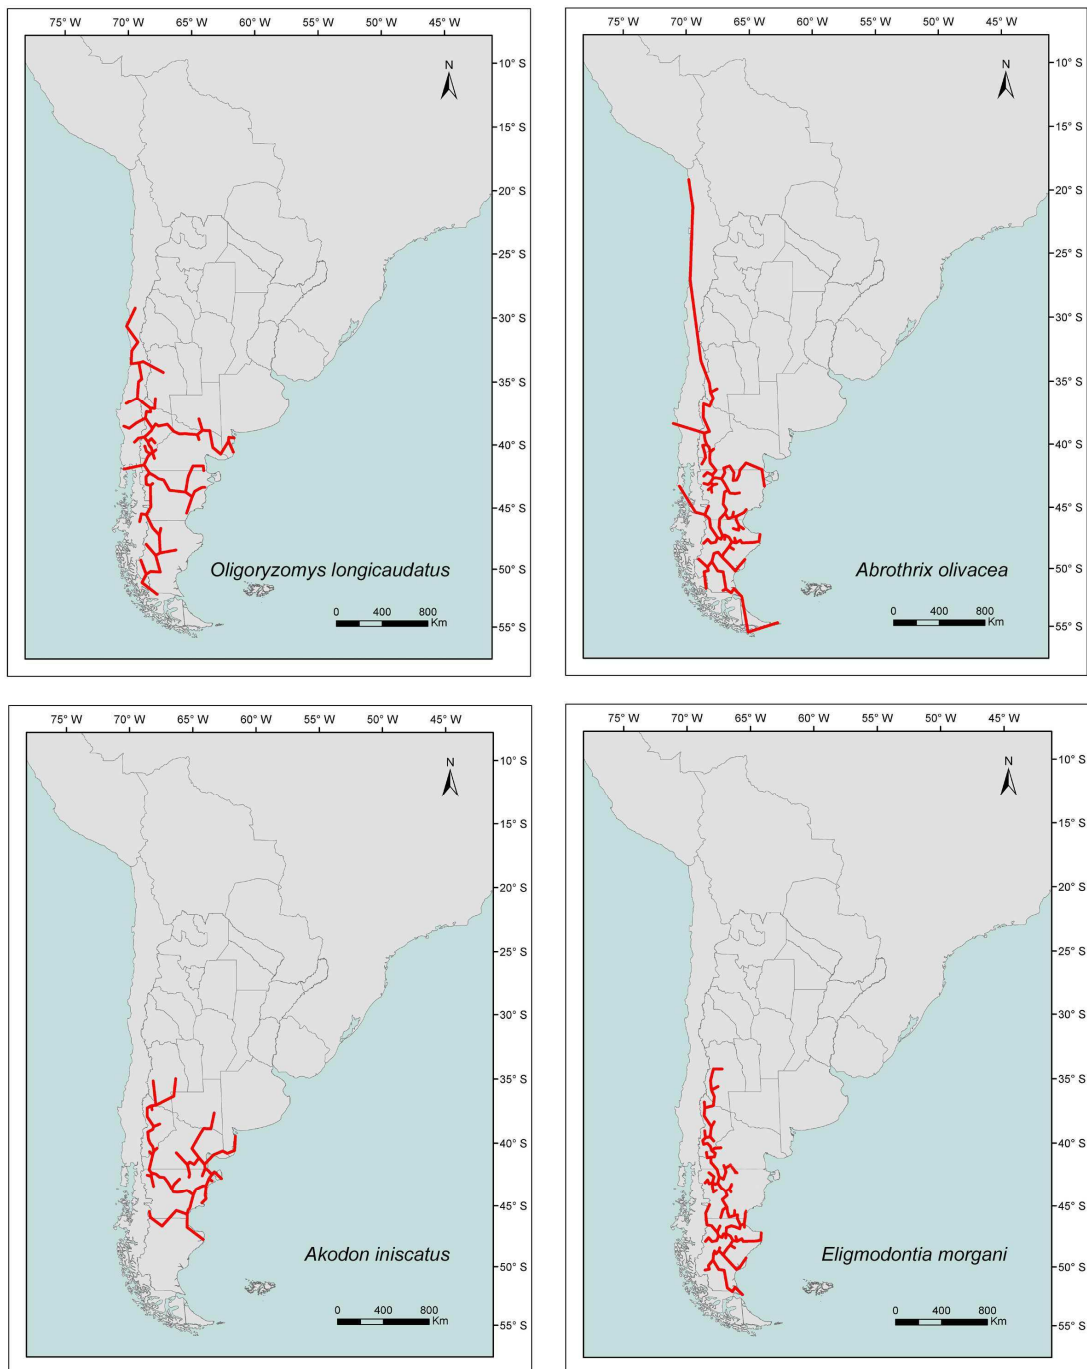 75° W 70° W 65° W 60° W 55° W 50° W 45° W
N
10° S
15° S
20° S
25° S
30° S
35° S
40° S
45° S
50° S
55° S
Oligoryzomys longicaudatus
0 400 800
Km
75° W 70° W 65° W 60° W 55° W 50° W 45° W
N
10° S
15° S
20° S
25° S
30° S
35° S
40° S
45° S
50° S
55° S
Abrothrix olivacea
0 400 800
Km
75° W 70° W 65° W 60° W 55° W 50° W 45° W
N
10° S
15° S
20° S
25° S
30° S
35° S
40° S
45° S
50° S
55° S
Akodon iniscatus
0 400 800
Km
75° W 70° W 65° W 60° W 55° W 50° W 45° W
N
10° S
15° S
20° S
25° S
30° S
35° S
40° S
45° S
50° S
55° S
Eligmodontia morgani
0 400 800
Km